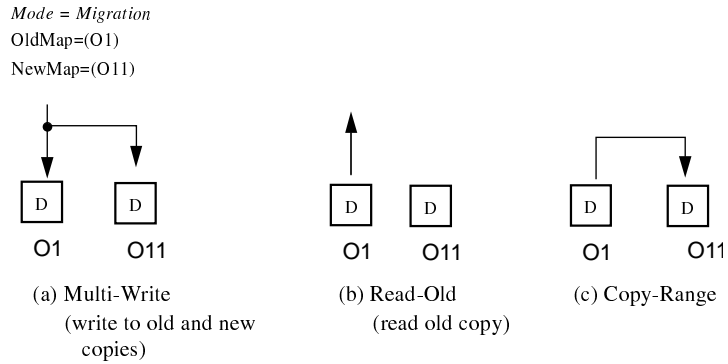 Mode = Migration
OldMap=(O1)
NewMap=(O11)
D D D D D D
O1 O11 O1 O11 O1 O11
(a) Multi-Write (b) Read-Old (c) Copy-Range
(write to old and new (read old copy)
copies)